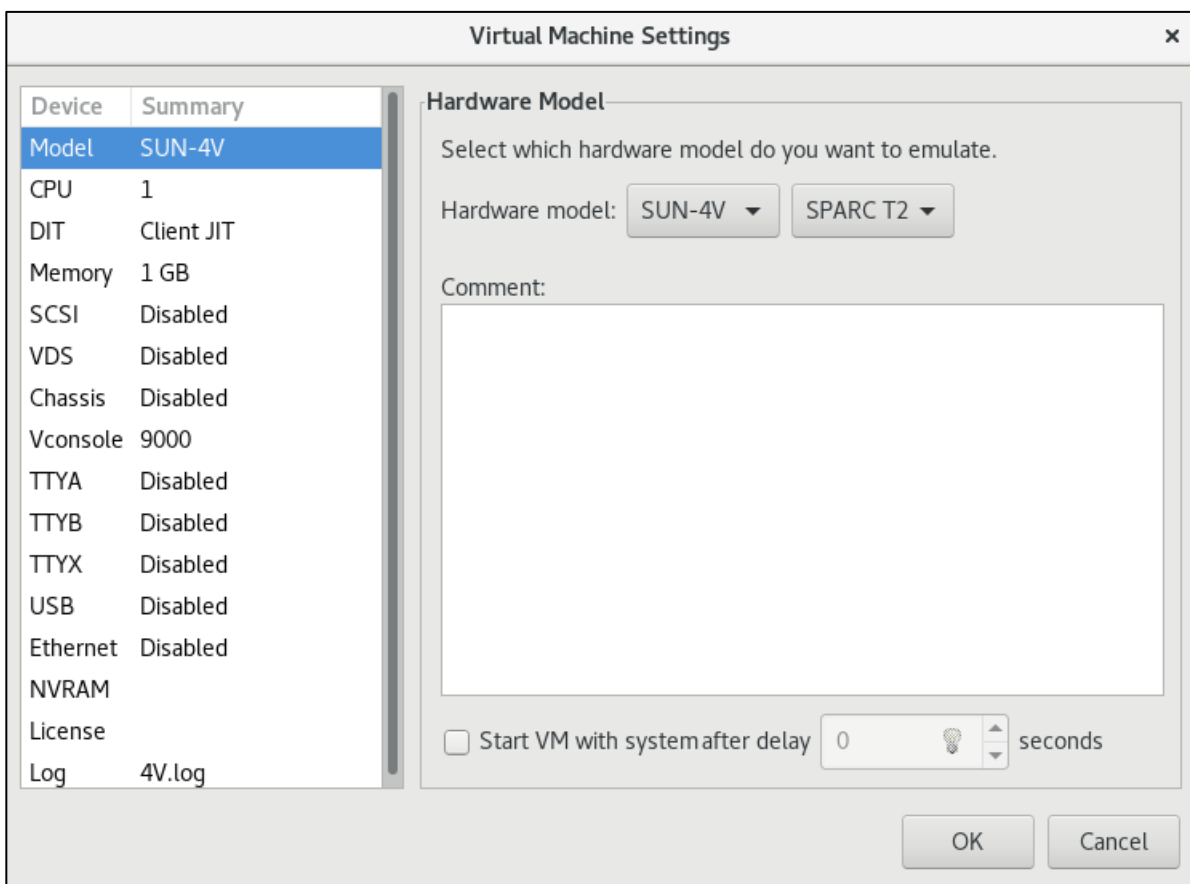 Virtual Machine Settings ×
Device Summary
Model SUN-4V
CPU 1
DIT Client JIT
Memory 1 GB
SCSI Disabled
VDS Disabled
Chassis Disabled
Vconsole 9000
TTYA Disabled
TTYB Disabled
TTYX Disabled
USB Disabled
Ethernet Disabled
NVRAM
License
Log 4V.log
Hardware Model
Select which hardware model do you want to emulate.
Hardware model: SUN-4V SPARC T2
Comment:
Start VM with system after delay 0 seconds
OK Cancel